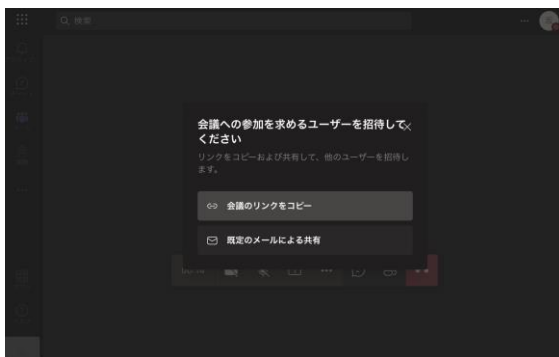 検索
会議への参加を求めるユーザーを招待して
ください
リンクをコピーおよび共有して、他のユーザーを招待し
ます。
会議のリンクをコピー
既定のメールによる共有